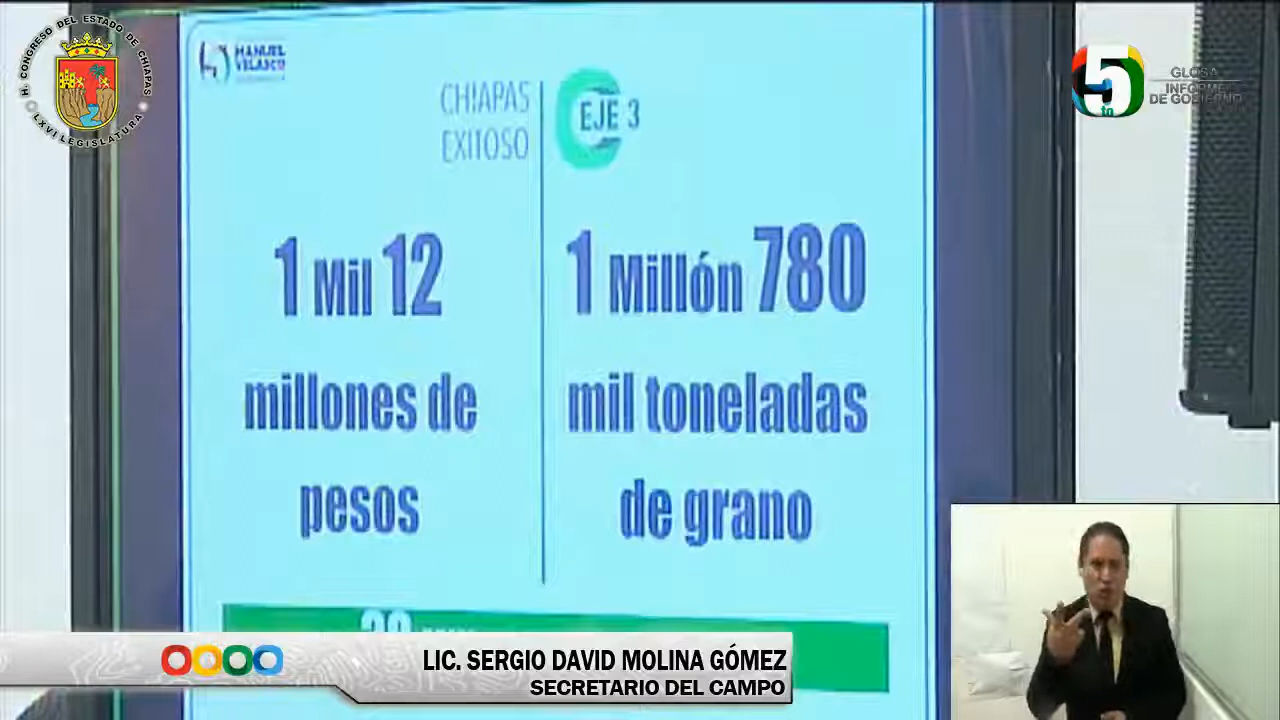 H. CONGRESO DEL ESTADO DE CHIAPAS
LXVI LEGISLATURA
MANUEL
VELASCO
5
to
GLOSA
INFORME
DE GOBIERNO
CHIAPAS
EXITOSO
EJE 3
1 Mil 12
millones de
pesos
1 Millón 780
mil toneladas
de grano
LIC. SERGIO DAVID MOLINA GÓMEZ
SECRETARIO DEL CAMPO